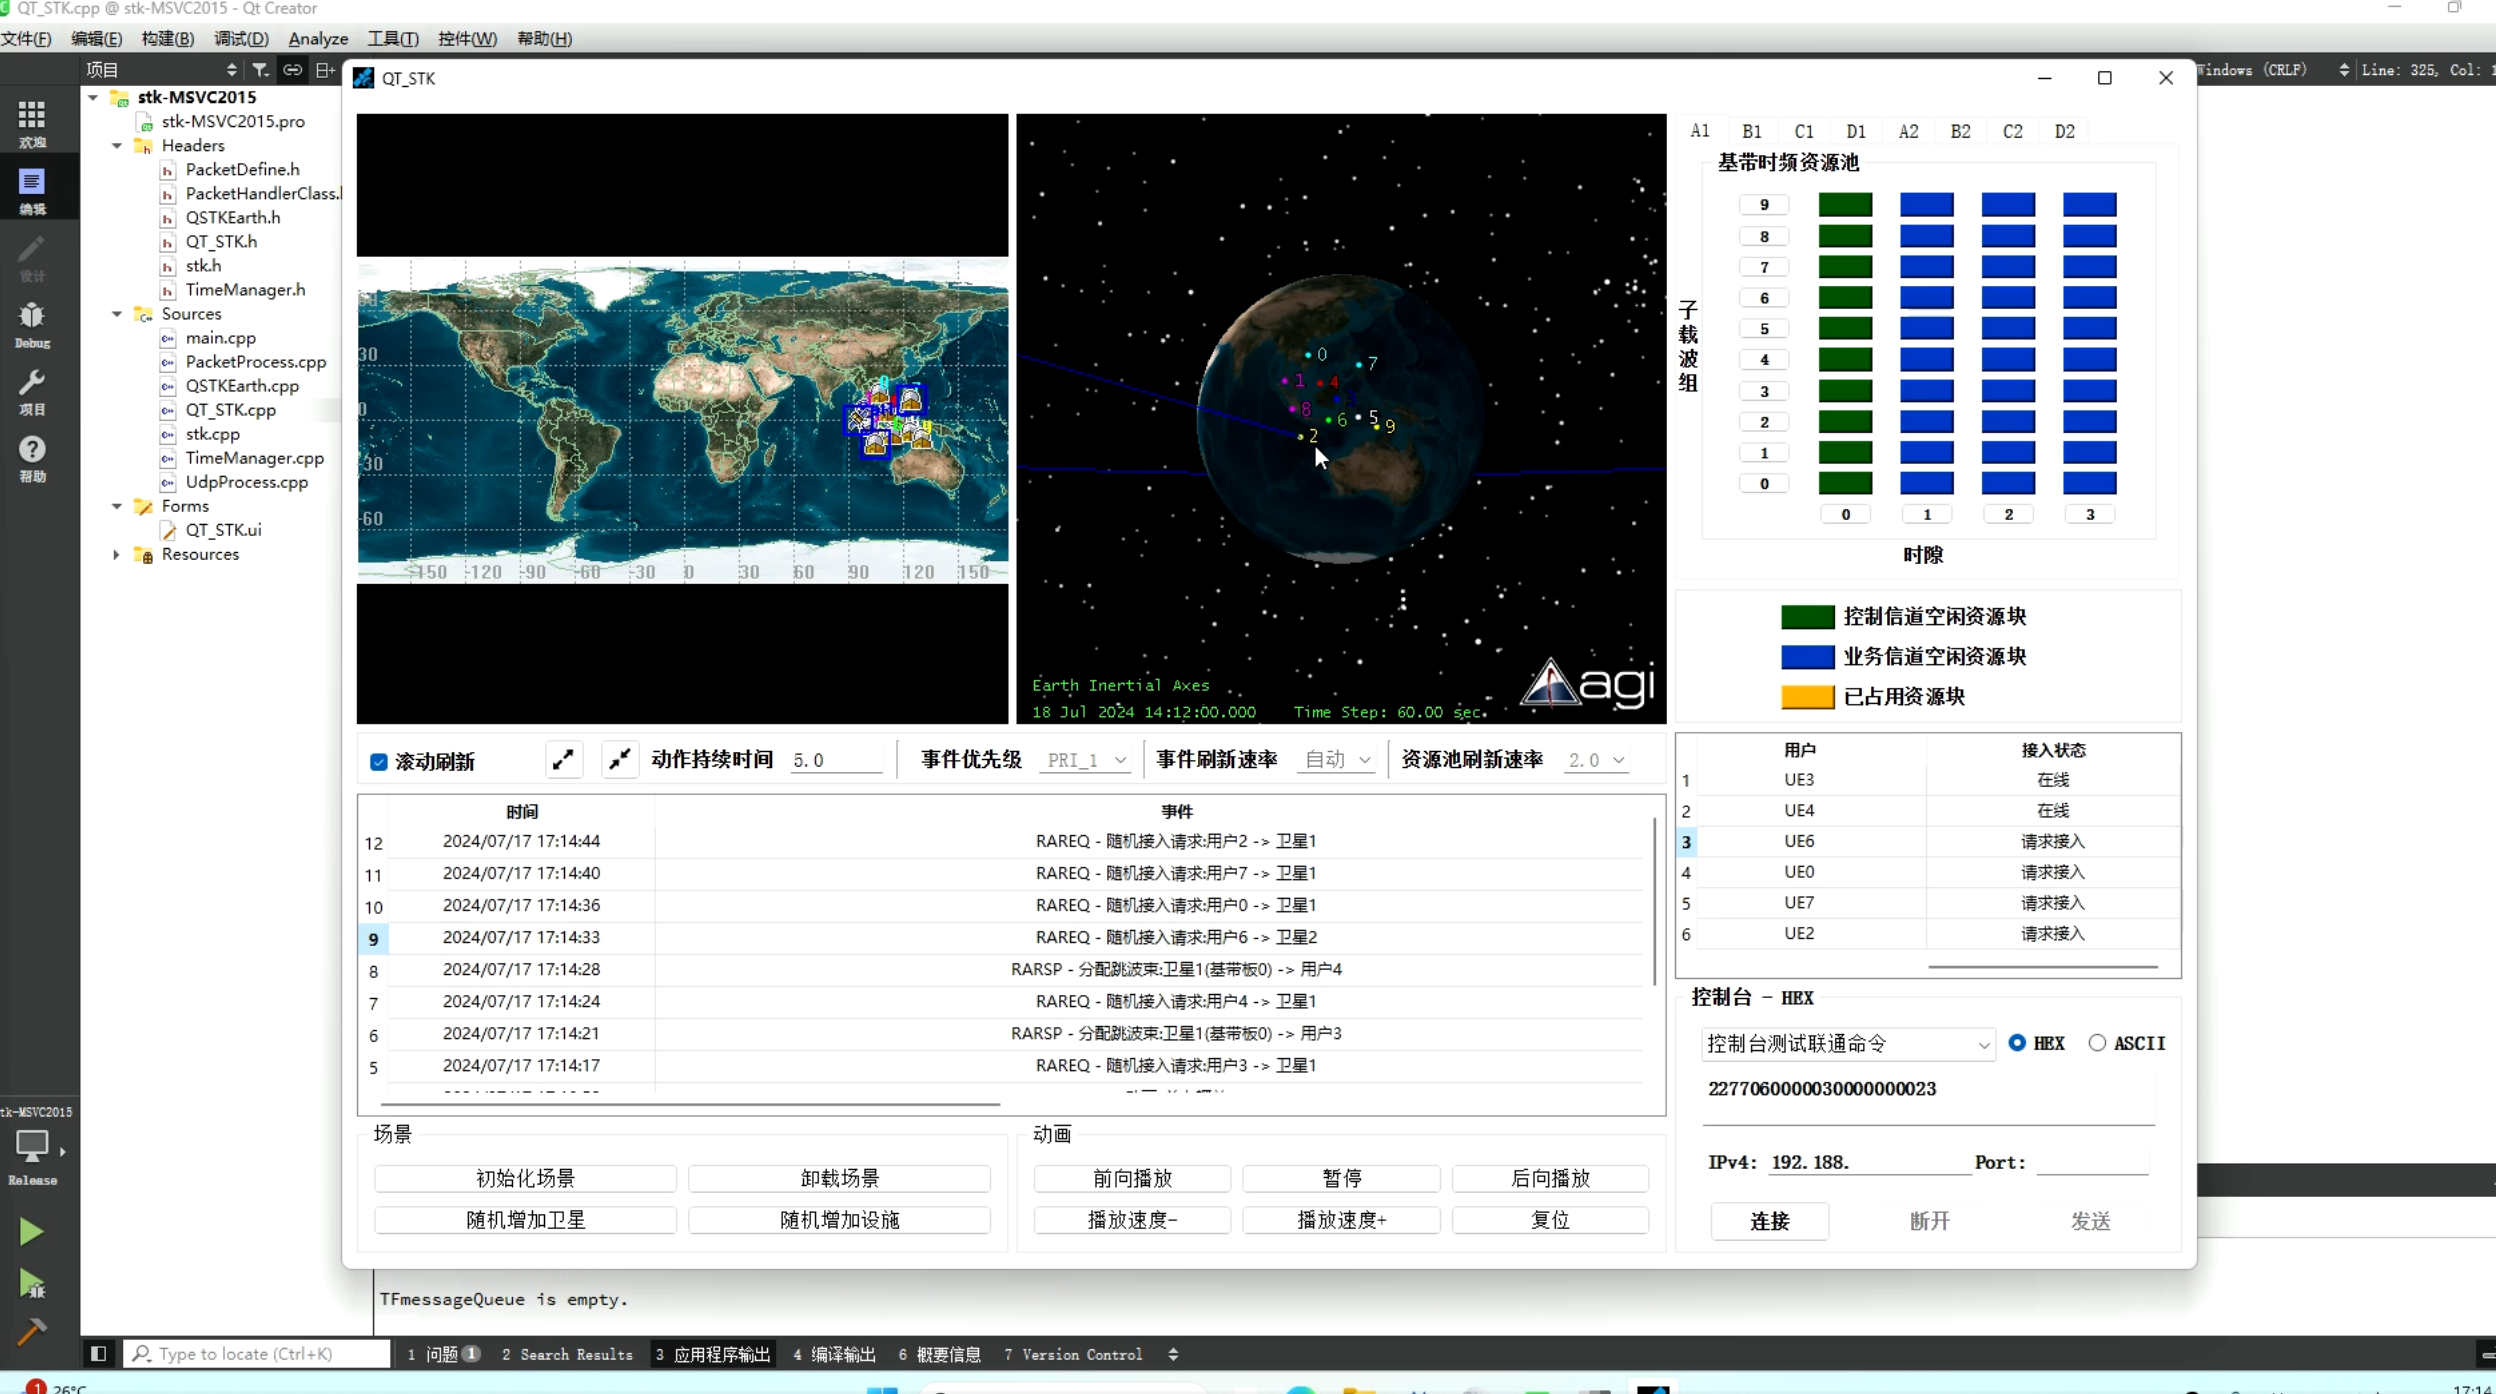 QT_STK.cpp @ stk-MSVC2015 - Qt Creator
文件(F) 编辑(E) 构建(B) 调试(D) Analyze 工具(T) 控件(W) 帮助(H)
项目
Windows (CRLF) Line: 325, Col:
欢迎
编辑
设计
Debug
项目
帮助
stk-MSVC2015
stk-MSVC2015.pro
Headers
PacketDefine.h
PacketHandlerClass.
QSTKEarth.h
QT_STK.h
stk.h
TimeManager.h
Sources
main.cpp
PacketProcess.cpp
QSTKEarth.cpp
QT_STK.cpp
stk.cpp
TimeManager.cpp
UdpProcess.cpp
Forms
QT_STK.ui
Resources
QT_STK
30
0
-30
-60
-150 -120 -90 -60 -30 0 30 60 90 120 150
0
7
1 4
8
6 5 9
2
Earth Inertial Axes
18 Jul 2024 14:12:00.000 Time Step: 60.00 sec
agi
A1 B1 C1 D1 A2 B2 C2 D2
基带时频资源池
子载波组
9
8
7
6
5
4
3
2
1
0
0 1 2 3
时隙
控制信道空闲资源块
业务信道空闲资源块
已占用资源块
滚动刷新 动作持续时间 5.0 事件优先级 PRI_1 事件刷新速率 自动 资源池刷新速率 2.0
时间 事件
12 2024/07/17 17:14:44 RAREQ - 随机接入请求:用户2 -> 卫星1
11 2024/07/17 17:14:40 RAREQ - 随机接入请求:用户7 -> 卫星1
10 2024/07/17 17:14:36 RAREQ - 随机接入请求:用户0 -> 卫星1
9 2024/07/17 17:14:33 RAREQ - 随机接入请求:用户6 -> 卫星2
8 2024/07/17 17:14:28 RARSP - 分配跳波束:卫星1(基带板0) -> 用户4
7 2024/07/17 17:14:24 RAREQ - 随机接入请求:用户4 -> 卫星1
6 2024/07/17 17:14:21 RARSP - 分配跳波束:卫星1(基带板0) -> 用户3
5 2024/07/17 17:14:17 RAREQ - 随机接入请求:用户3 -> 卫星1
用户 接入状态
1 UE3 在线
2 UE4 在线
3 UE6 请求接入
4 UE0 请求接入
5 UE7 请求接入
6 UE2 请求接入
控制台 - HEX
控制台测试联通命令 HEX ASCII
2277060000030000000023
IPv4: 192.188. Port:
连接 断开 发送
场景
初始化场景 卸载场景
随机增加卫星 随机增加设施
动画
前向播放 暂停 后向播放
播放速度- 播放速度+ 复位
tk-MSVC2015
Release
TFmessageQueue is empty.
Type to locate (Ctrl+K) 1 问题 1 2 Search Results 3 应用程序输出 4 编译输出 6 概要信息 7 Version Control
1 26°C
17:14